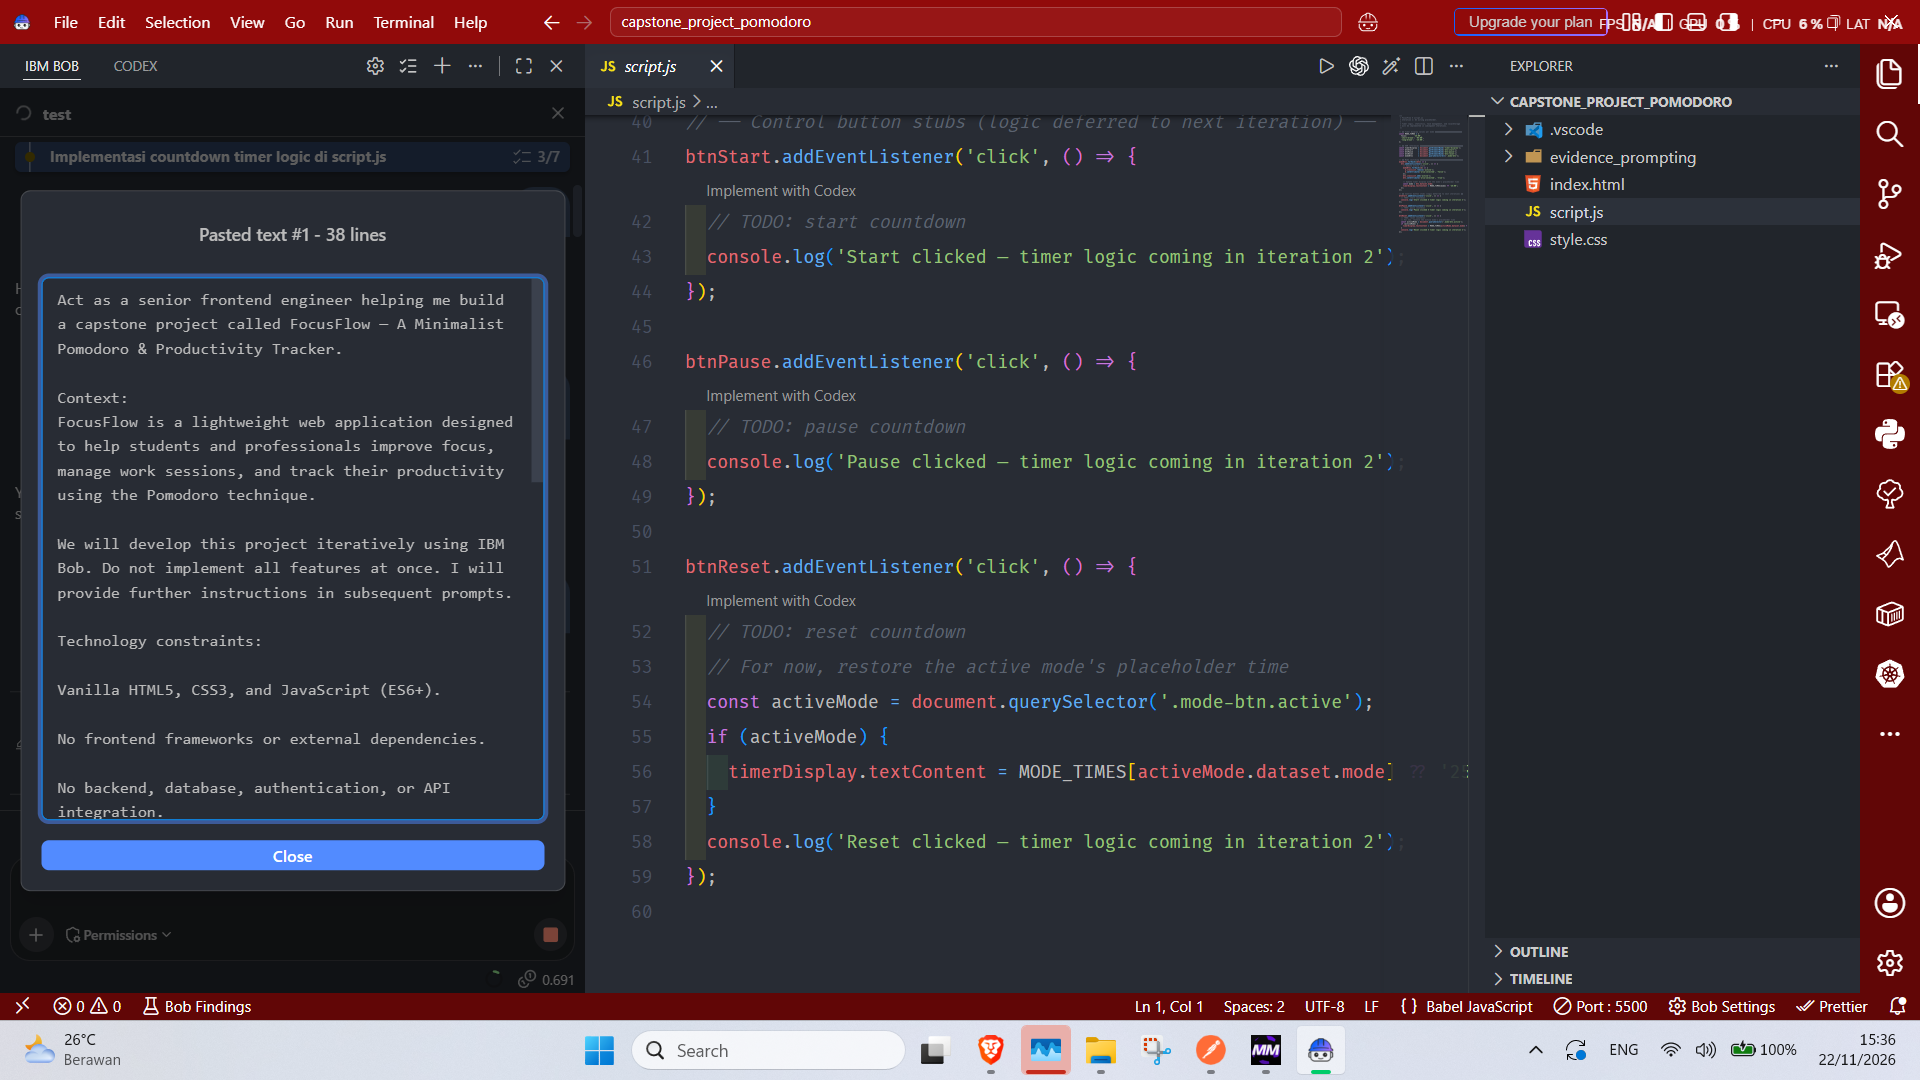 File Edit Selection View Go Run Terminal Help
capstone_project_pomodoro
Upgrade your plan
CPU 6% LAT N/A
IBM BOB CODEX
test
Implementasi countdown timer logic di script.js 3/7
Pasted text #1 - 38 lines
Act as a senior frontend engineer helping me build
a capstone project called FocusFlow — A Minimalist
Pomodoro & Productivity Tracker.
Context:
FocusFlow is a lightweight web application designed
to help students and professionals improve focus,
manage work sessions, and track their productivity
using the Pomodoro technique.
We will develop this project iteratively using IBM
Bob. Do not implement all features at once. I will
provide further instructions in subsequent prompts.
Technology constraints:
Vanilla HTML5, CSS3, and JavaScript (ES6+).
No frontend frameworks or external dependencies.
No backend, database, authentication, or API
integration.
Close
Permissions
0.691
JS script.js
JS script.js > ...
40 // —— Control button stubs (logic deferred to next iteration) ——
41 btnStart.addEventListener('click', () => {
Implement with Codex
42 // TODO: start countdown
43 console.log('Start clicked — timer logic coming in iteration 2');
44 });
45
46 btnPause.addEventListener('click', () => {
Implement with Codex
47 // TODO: pause countdown
48 console.log('Pause clicked — timer logic coming in iteration 2');
49 });
50
51 btnReset.addEventListener('click', () => {
Implement with Codex
52 // TODO: reset countdown
53 // For now, restore the active mode's placeholder time
54 const activeMode = document.querySelector('.mode-btn.active');
55 if (activeMode) {
56 timerDisplay.textContent = MODE_TIMES[activeMode.dataset.mode] ?? '25
57 }
58 console.log('Reset clicked — timer logic coming in iteration 2');
59 });
60
EXPLORER
CAPSTONE_PROJECT_POMODORO
.vscode
evidence_prompting
index.html
JS script.js
style.css
OUTLINE
TIMELINE
0 0 Bob Findings
Ln 1, Col 1 Spaces: 2 UTF-8 LF { } Babel JavaScript Port : 5500 Bob Settings Prettier
26°C
Berawan
Search
MM
ENG
100%
15:36
22/11/2026